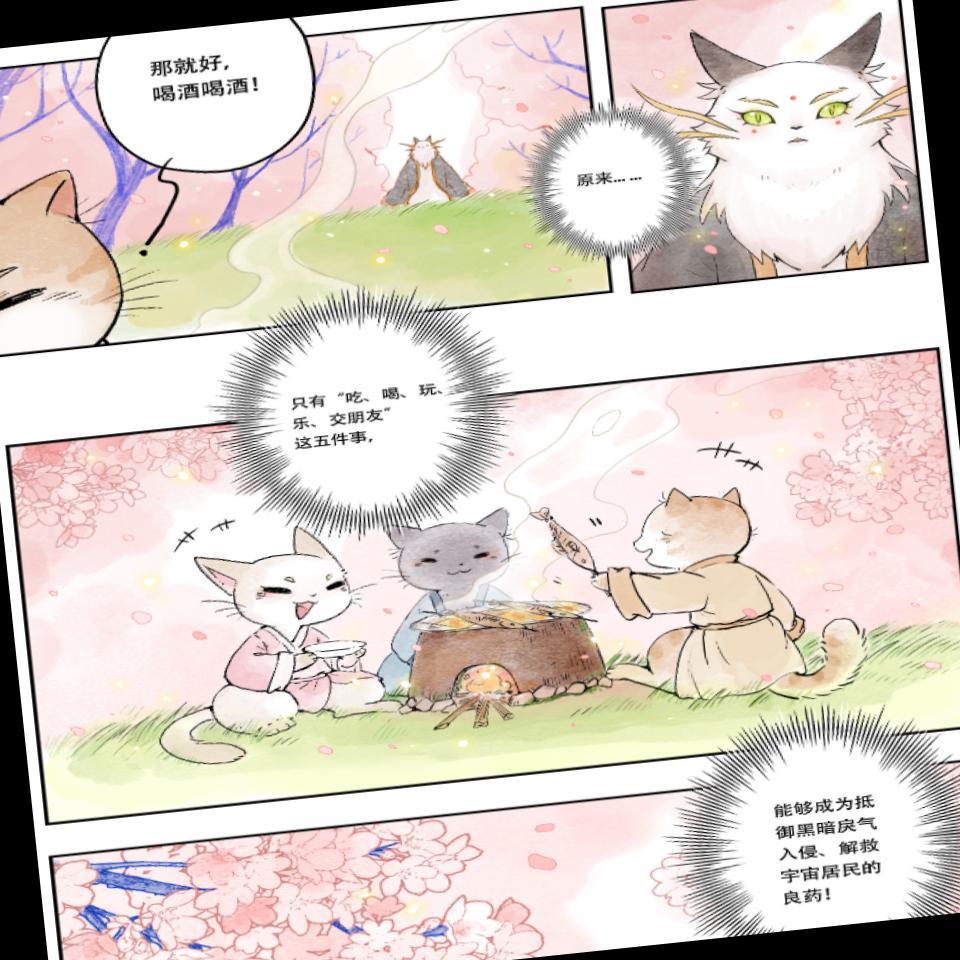 那就好,
喝酒喝酒!
原来……
只有“吃、喝、玩、
乐、交朋友”
这五件事,
能够成为抵
御黑暗戾气
入侵、解救
宇宙居民的
良药!